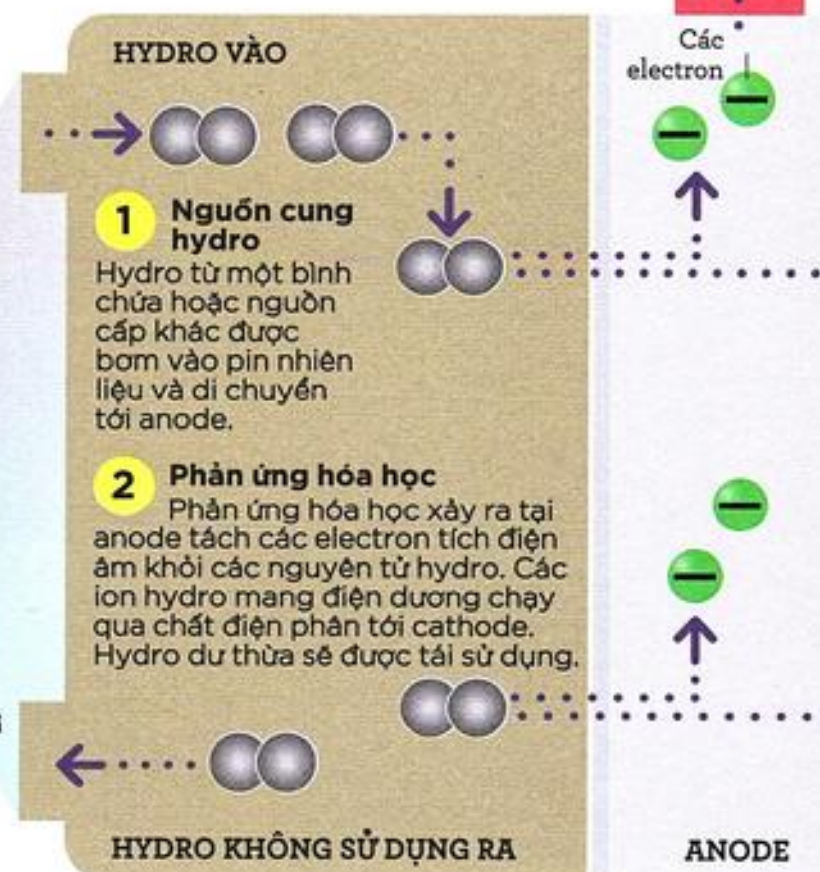 HYDRO VÀO
Các
electron
1 Nguồn cung
hydro
Hydro từ một bình
chứa hoặc nguồn
cấp khác được
bơm vào pin nhiên
liệu và di chuyển
tới anode.
2 Phản ứng hóa học
Phản ứng hóa học xảy ra tại
anode tách các electron tích điện
âm khỏi các nguyên tử hydro. Các
ion hydro mang điện dương chạy
qua chất điện phân tới cathode.
Hydro dư thừa sẽ được tái sử dụng.
HYDRO KHÔNG SỬ DỤNG RA
ANODE